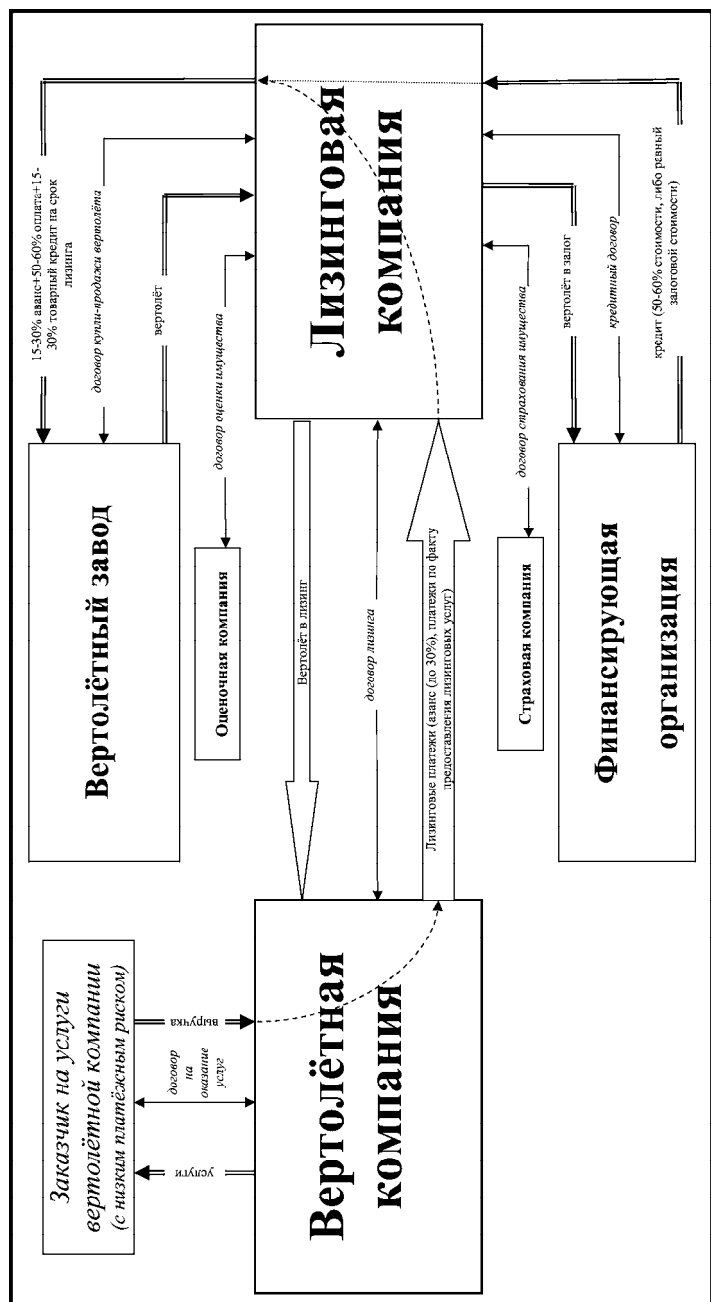 Заказчик на услуги
вертолётной компании
(с низким платёжным риском)
услуги
договор
на
оказание
услуг
выручка
Вертолётная
компания
Вертолётный завод
15-30% аванс+50-60% оплата+15-
30% товарный кредит на срок
лизинга
договор купли-продажи вертолёта
вертолёт
Оценочная компания
договор оценки имущества
Вертолёт в лизинг
договор лизинга
Лизинговые платежи (азанс (до 30%), платежи по факту
предоставления лизинговых услуг)
Лизинговая
компания
Страховая компания
договор страхования имущества
вертолёт в залог
кредитный договор
кредит (50-60% стоимости, либо равный
залоговой стоимости)
Финансирующая
организация